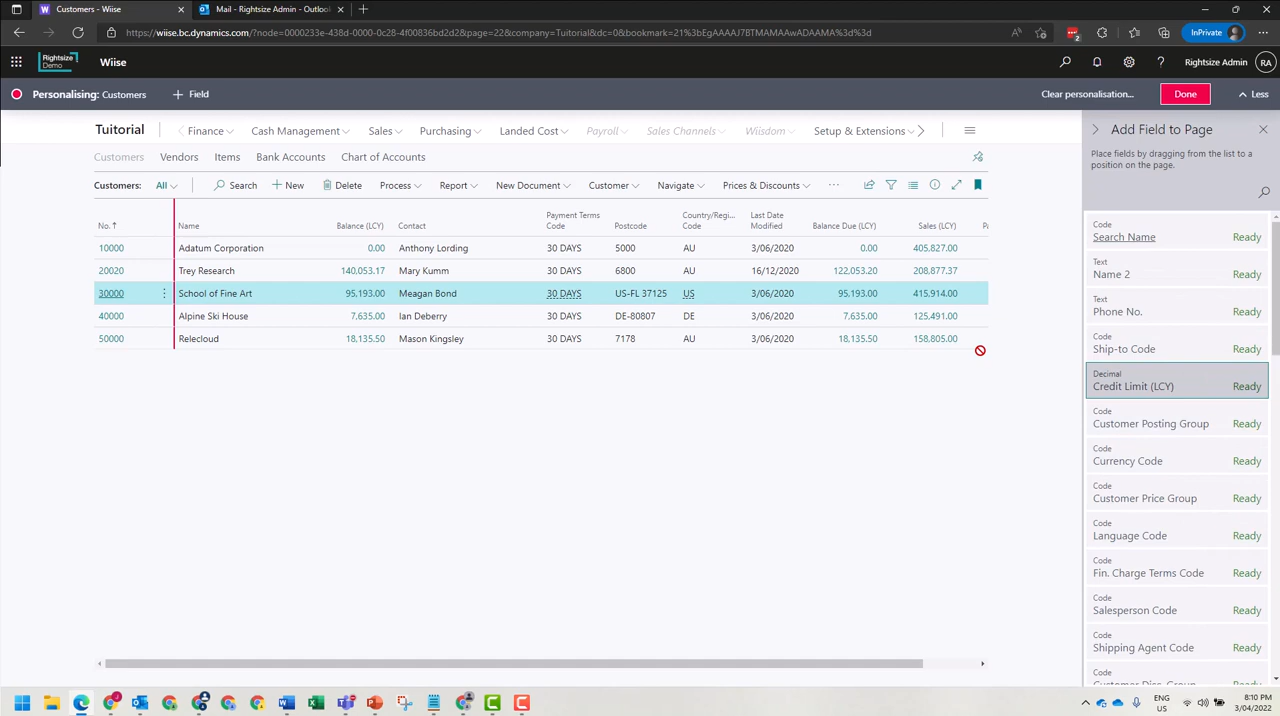 Customers - Wiise
Mail - Rightsize Admin - Outlook
https://wiise.bc.dynamics.com/?node=0000233e-438d-0000-0c28-4f00836bd2d2&page=22&company=Tuitorial&dc=0&bookmark=21%3bEgAAAAJ7BTMAMAAwADAAMA%3d%3d
2
InPrivate
Rightsize Demo
Wiise
Rightsize Admin
RA
Personalising: Customers
+ Field
Clear personalisation...
Done
Less
Tuitorial
Finance
Cash Management
Sales
Purchasing
Landed Cost
Payroll
Sales Channels
Wiisdom
Setup & Extensions
Customers
Vendors
Items
Bank Accounts
Chart of Accounts
Customers: All
Search
+ New
Delete
Process
Report
New Document
Customer
Navigate
Prices & Discounts
...
No. ↑ Name Balance (LCY) Contact Payment Terms Code Postcode Country/Regi... Code Last Date Modified Balance Due (LCY) Sales (LCY) Pa
10000 Adatum Corporation 0.00 Anthony Lording 30 DAYS 5000 AU 3/06/2020 0.00 405,827.00
20020 Trey Research 140,053.17 Mary Kumm 30 DAYS 6800 AU 16/12/2020 122,053.20 208,877.37
30000 School of Fine Art 95,193.00 Meagan Bond 30 DAYS US-FL 37125 US 3/06/2020 95,193.00 415,914.00
40000 Alpine Ski House 7,635.00 Ian Deberry 30 DAYS DE-80807 DE 3/06/2020 7,635.00 125,491.00
50000 Relecloud 18,135.50 Mason Kingsley 30 DAYS 7178 AU 3/06/2020 18,135.50 158,805.00
Add Field to Page
Place fields by dragging from the list to a
position on the page.
Code
Search Name Ready
Text
Name 2 Ready
Text
Phone No. Ready
Code
Ship-to Code Ready
Decimal
Credit Limit (LCY) Ready
Code
Customer Posting Group Ready
Code
Currency Code Ready
Code
Customer Price Group Ready
Code
Language Code Ready
Code
Fin. Charge Terms Code Ready
Code
Salesperson Code Ready
Code
Shipping Agent Code Ready
Code
ENG
US
8:10 PM
3/04/2022